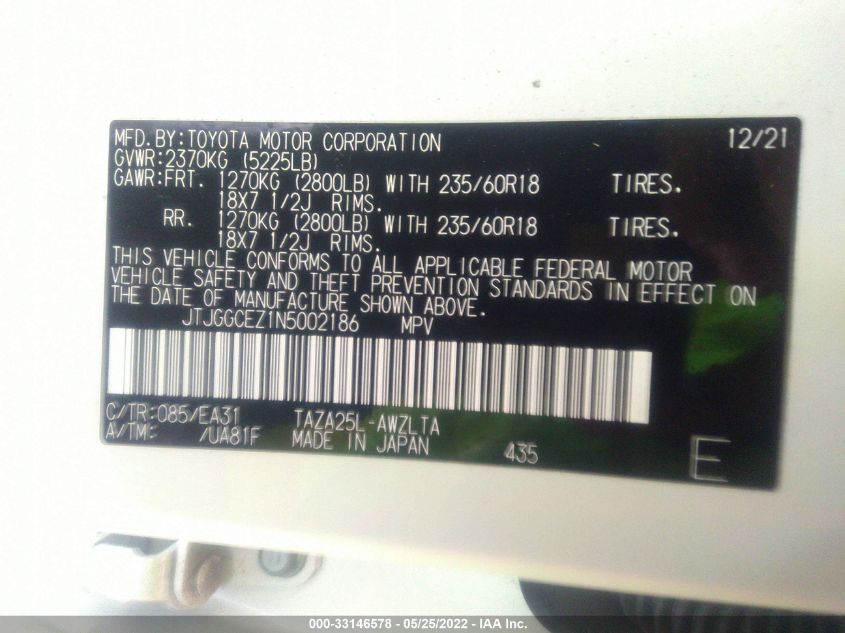 MFD.BY:TOYOTA MOTOR CORPORATION 12/21
GVWR:2370KG (5225LB)
GAWR:FRT. 1270KG (2800LB) WITH 235/60R18 TIRES.
18X7 1/2J RIMS.
RR. 1270KG (2800LB) WITH 235/60R18 TIRES.
18X7 1/2J RIMS.
THIS VEHICLE CONFORMS TO ALL APPLICABLE FEDERAL MOTOR
VEHICLE SAFETY AND THEFT PREVENTION STANDARDS IN EFFECT ON
THE DATE OF MANUFACTURE SHOWN ABOVE.
JTJGGCEZ1N5002186 MPV
C/TR:085/EA31 TAZA25L-AWZLTA
A/TM: /UA81F MADE IN JAPAN 435
E
000-33146578 - 05/25/2022 - IAA Inc.